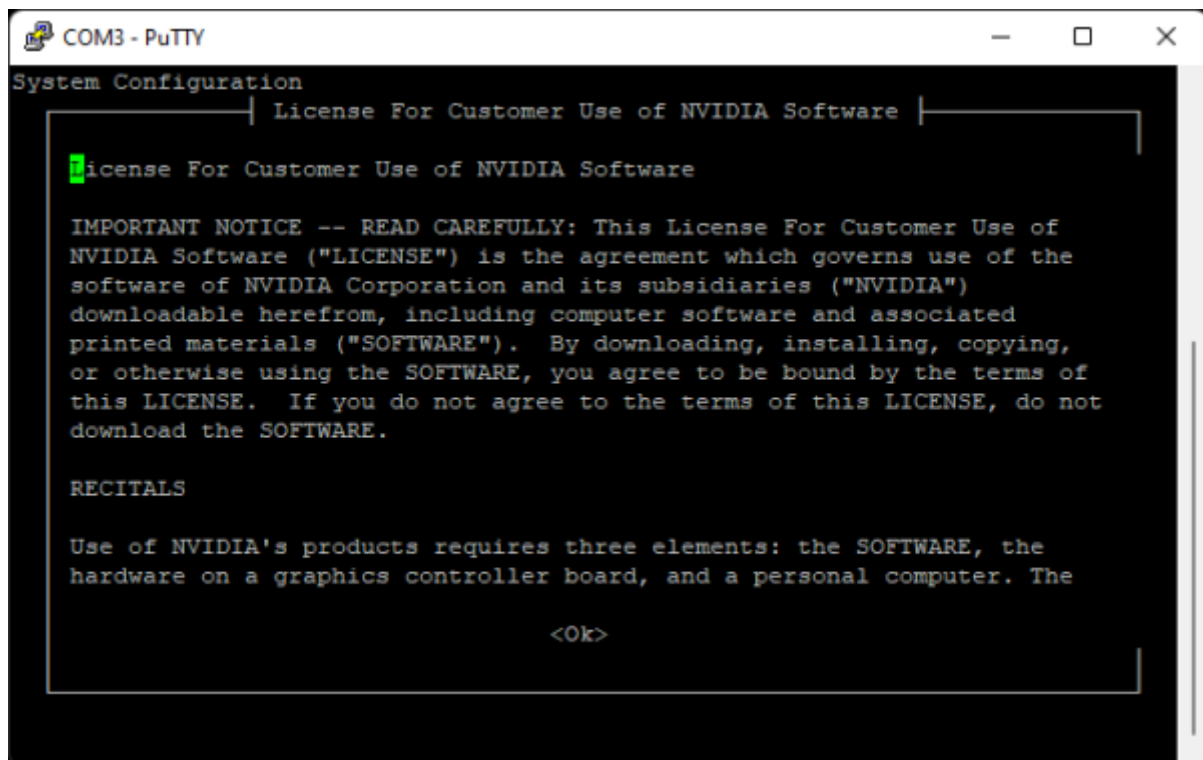 COM3 - PuTTY
System Configuration
License For Customer Use of NVIDIA Software
License For Customer Use of NVIDIA Software
IMPORTANT NOTICE -- READ CAREFULLY: This License For Customer Use of
NVIDIA Software ("LICENSE") is the agreement which governs use of the
software of NVIDIA Corporation and its subsidiaries ("NVIDIA")
downloadable herefrom, including computer software and associated
printed materials ("SOFTWARE").  By downloading, installing, copying,
or otherwise using the SOFTWARE, you agree to be bound by the terms of
this LICENSE.  If you do not agree to the terms of this LICENSE, do not
download the SOFTWARE.
RECITALS
Use of NVIDIA's products requires three elements: the SOFTWARE, the
hardware on a graphics controller board, and a personal computer. The
<Ok>